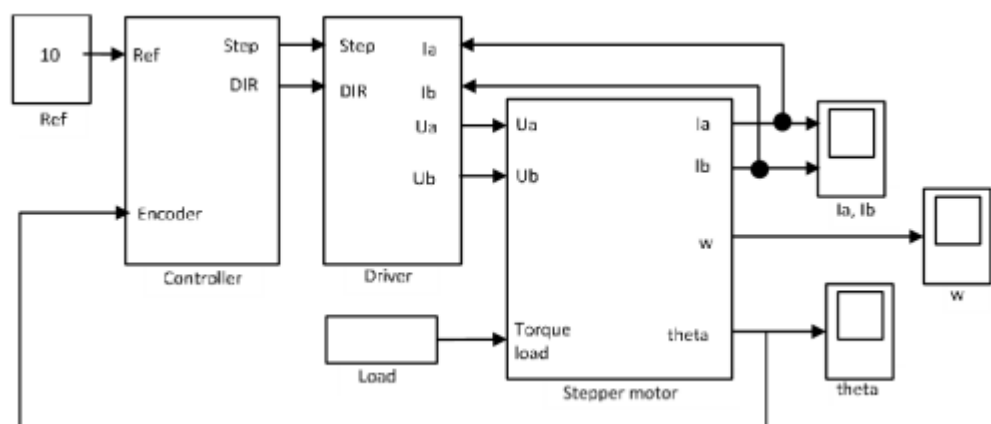 10
Ref
Ref
Step
DIR
Encoder
Controller
Step
DIR
Ia
Ib
Ua
Ub
Driver
Load
Ua
Ub
Torque
load
Ia
Ib
w
theta
Stepper motor
Ia, Ib
w
theta